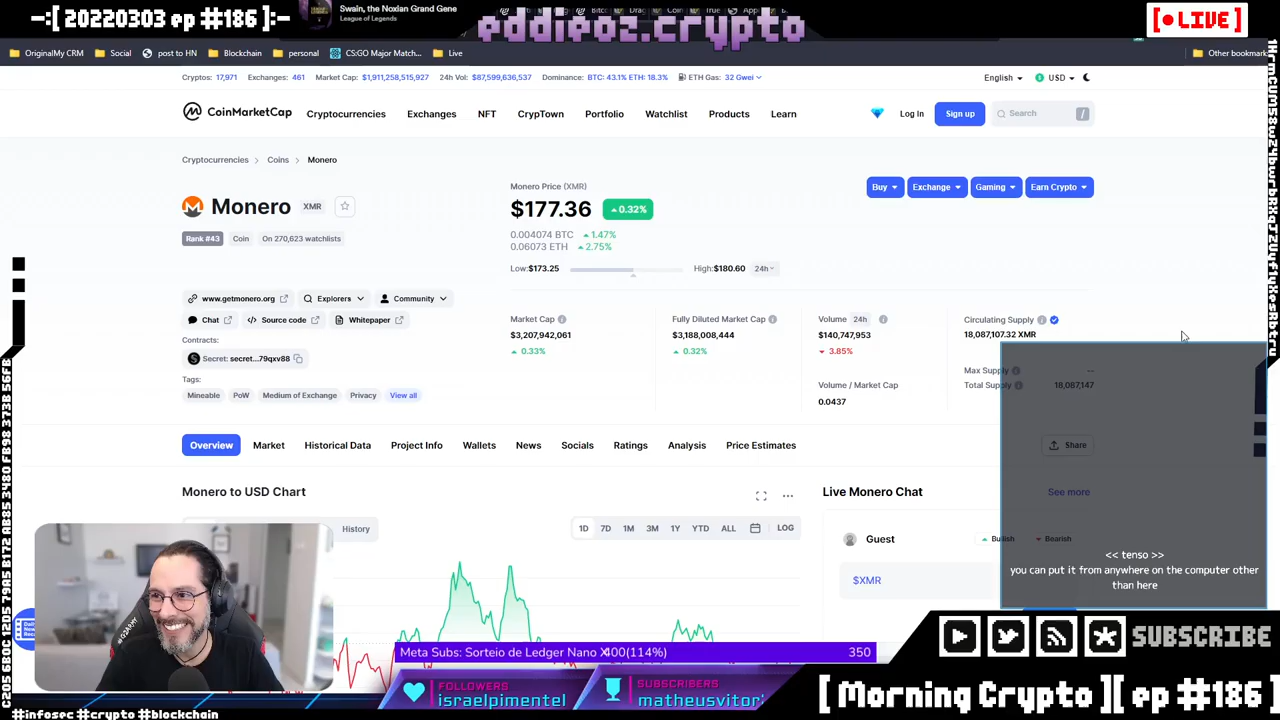 -:[ 20220303 ep #186 ]:-
Swain, the Noxian Grand Gene
League of Legends
eddieoz.crypto
[● LIVE ]
OriginalMy CRM
Social
post to HN
Blockchain
personal
CS:GO Major Match...
Live
Other bookmark
Cryptos: 17,971 Exchanges: 461 Market Cap: $1,911,258,515,927 24h Vol: $87,599,636,537 Dominance: BTC: 43.1% ETH: 18.3% ETH Gas: 32 Gwei
English USD
CoinMarketCap Cryptocurrencies Exchanges NFT CrypTown Portfolio Watchlist Products Learn
Log In Sign up Search /
Cryptocurrencies > Coins > Monero
Monero XMR
Rank #43 Coin On 270,623 watchlists
Monero Price (XMR)
$177.36 0.32%
0.004074 BTC 1.47%
0.06073 ETH 2.75%
Low:$173.25 High:$180.60 24h
Buy Exchange Gaming Earn Crypto
www.getmonero.org Explorers Community
Chat Source code Whitepaper
Contracts:
Secret: secret...79qxv88
Tags:
Mineable PoW Medium of Exchange Privacy View all
Market Cap
$3,207,942,061
0.33%
Fully Diluted Market Cap
$3,188,008,444
0.32%
Volume 24h
$140,747,953
3.85%
Volume / Market Cap
0.0437
Circulating Supply
18,087,107.32 XMR
Max Supply --
Total Supply 18,087,147
Overview Market Historical Data Project Info Wallets News Socials Ratings Analysis Price Estimates
Share
Monero to USD Chart
History
1D 7D 1M 3M 1Y YTD ALL LOG
Live Monero Chat
See more
Guest
Bullish Bearish
$XMR
<< tenso >>
you can put it from anywhere on the computer other
than here
Meta Subs: Sorteio de Ledger Nano X
400(114%)
350
FOLLOWERS
israelpimentel
SUBSCRIBERS
matheusvitor
SUBSCRIBE
[ Morning Crypto ][ ep #186 ]
infosec #crypto #blockchain